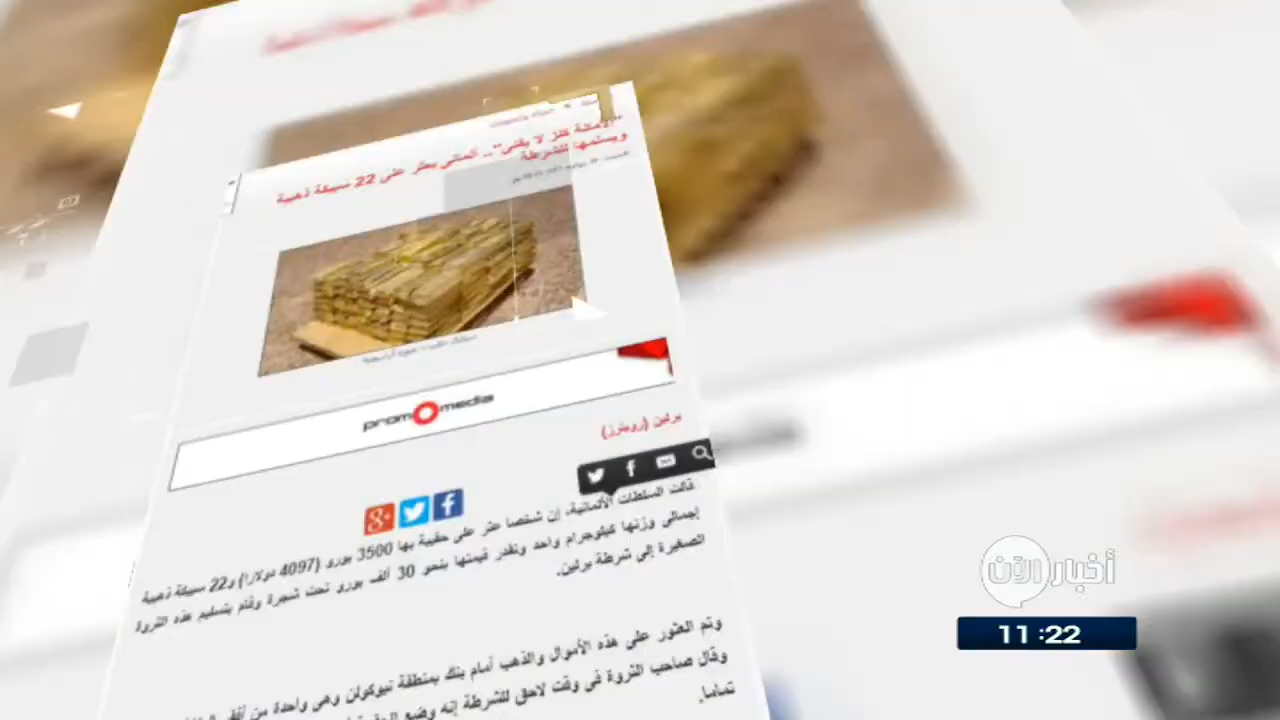 "الأمانة كنز لا يفنى".. ألماني يعثر على 22 سبيكة ذهبية
ويسلمها للشرطة
promOmedia
برلين (رويترز)
قالت السلطات الألمانية، إن شخصا عثر على حقيبة بها 3500 يورو (4097 دولارا) و22 سبيكة ذهبية
إجمالي وزنها كيلوجرام واحد وتقدر قيمتها بنحو 30 ألف يورو تحت شجرة وقام بتسليم هذه الثروة
الصغيرة إلى شرطة برلين.
وتم العثور على هذه الأموال والذهب أمام بنك بمنطقة نيوكولن وهي واحدة من أفقر
وقال صاحب الثروة في وقت لاحق للشرطة إنه وضع
تماما.
أخبار الآن
11:22